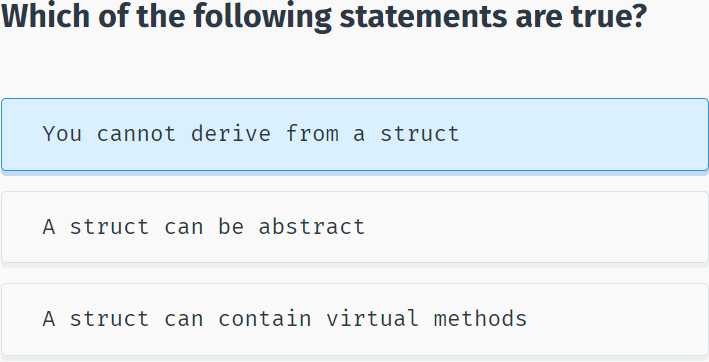 Which of the following statements are true?
You cannot derive from a struct
A struct can be abstract
A struct can contain virtual methods